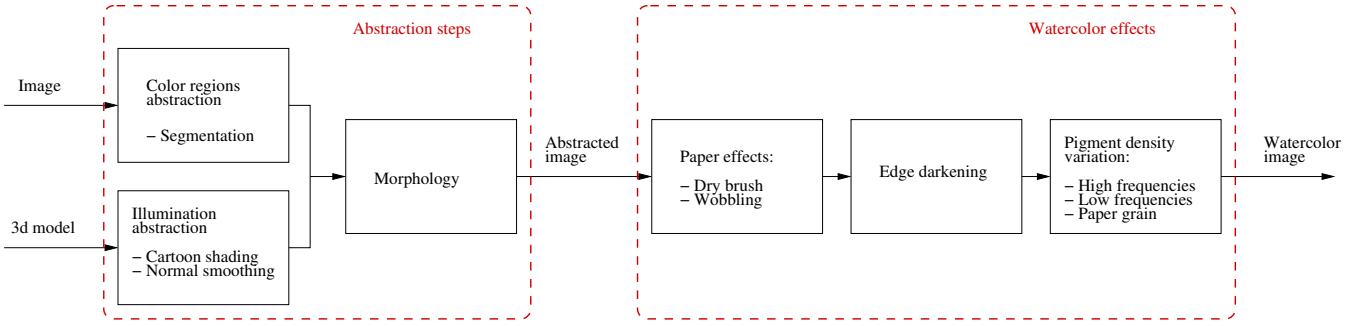 Abstraction steps
Image
Color regions
abstraction
− Segmentation
3d model
Illumination
abstraction
− Cartoon shading
− Normal smoothing
Morphology
Abstracted
image
Watercolor effects
Paper effects:
− Dry brush
− Wobbling
Edge darkening
Pigment density
variation:
− High frequencies
− Low frequencies
− Paper grain
Watercolor
image